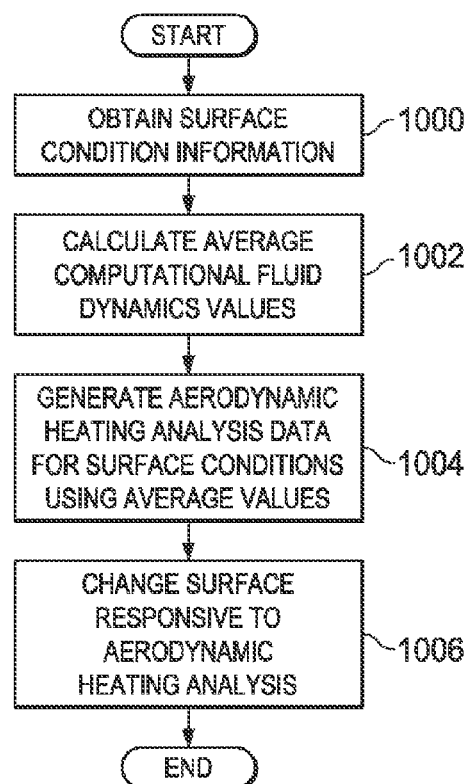 START
OBTAIN SURFACE
CONDITION INFORMATION
1000
CALCULATE AVERAGE
COMPUTATIONAL FLUID
DYNAMICS VALUES
1002
GENERATE AERODYNAMIC
HEATING ANALYSIS DATA
FOR SURFACE CONDITIONS
USING AVERAGE VALUES
1004
CHANGE SURFACE
RESPONSIVE TO
AERODYNAMIC
HEATING ANALYSIS
1006
END